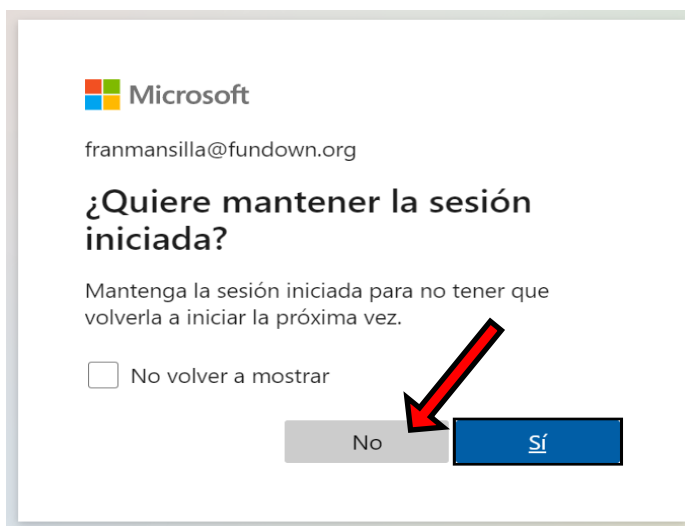 Microsoft
franmansilla@fundown.org
¿Quiere mantener la sesión
iniciada?
Mantenga la sesión iniciada para no tener que
volverla a iniciar la próxima vez.
No volver a mostrar
No
Sí